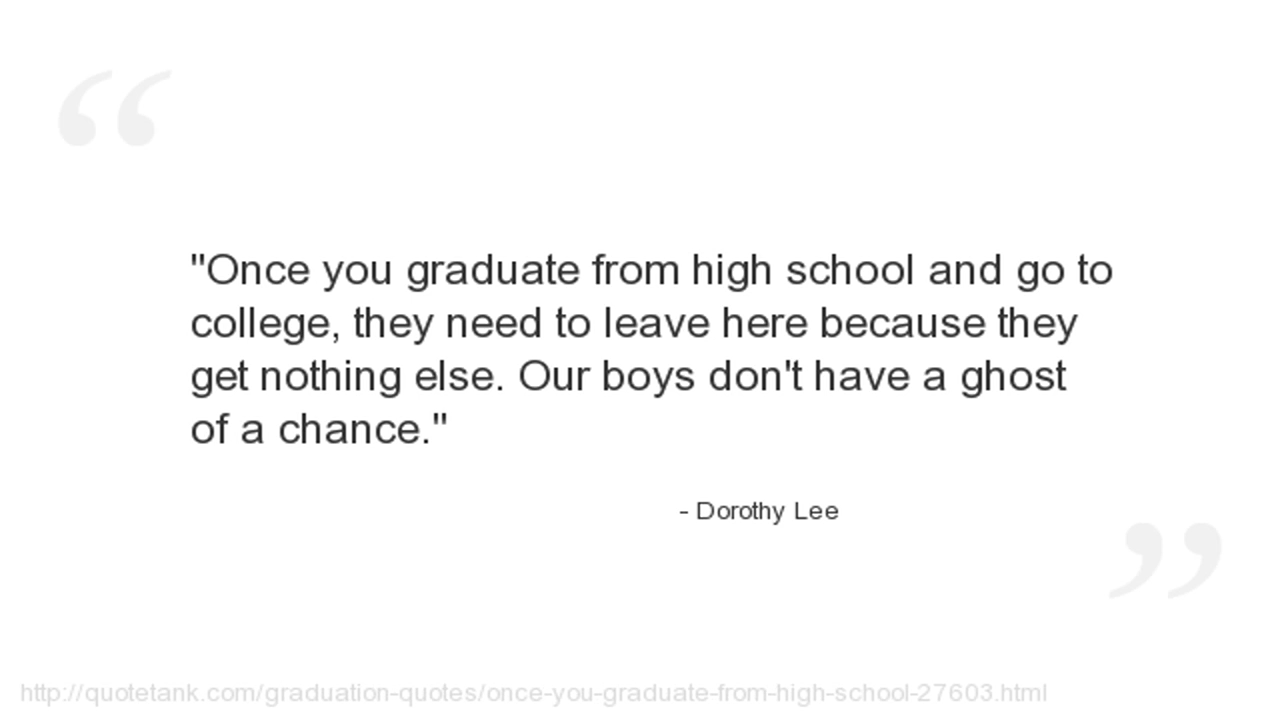 "Once you graduate from high school and go to
college, they need to leave here because they
get nothing else. Our boys don't have a ghost
of a chance."
- Dorothy Lee
http://quotetank.com/graduation-quotes/once-you-graduate-from-high-school-27603.html